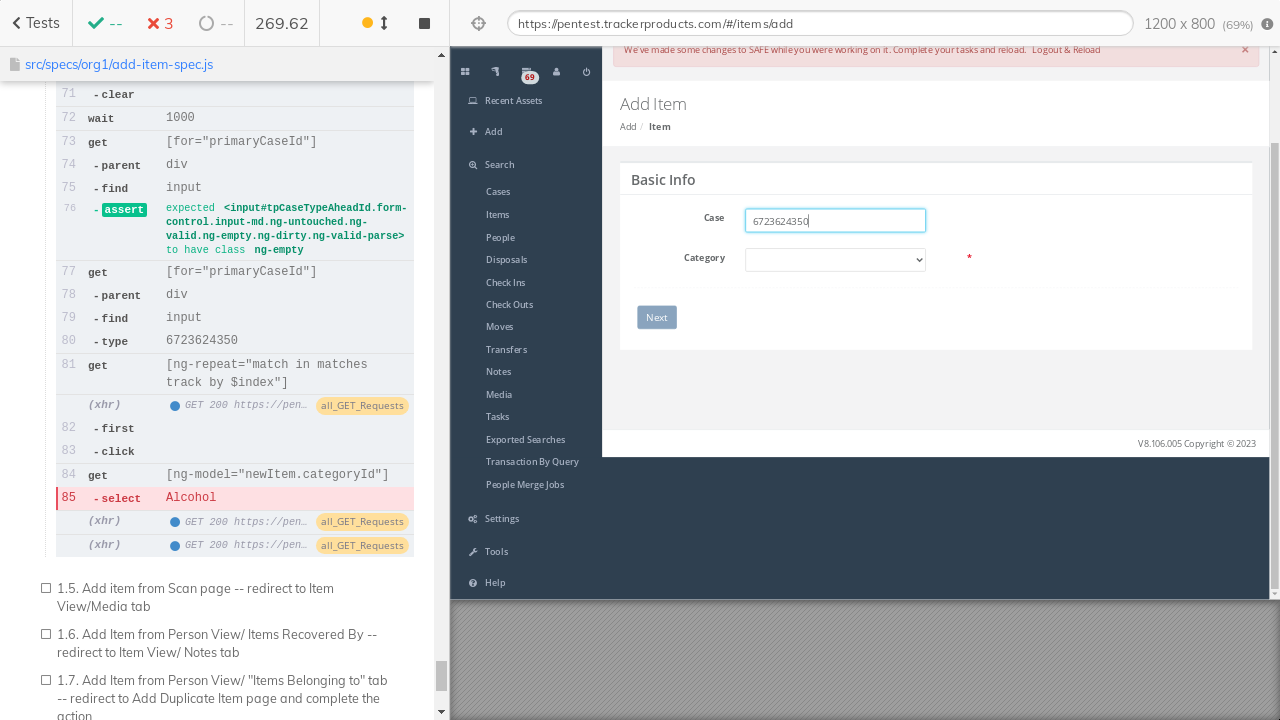 Tests
--
3
--
269.62
https://pentest.trackerproducts.com/#/items/add
1200 x 800 (69%)
src/specs/org1/add-item-spec.js
71 - clear
72 wait 1000
73 get [for="primaryCaseId"]
74 - parent div
75 - find input
76 - assert expected <input#tpCaseTypeAheadId.form-
control.input-md.ng-untouched.ng-
valid.ng-empty.ng-dirty.ng-valid-parse>
to have class ng-empty
77 get [for="primaryCaseId"]
78 - parent div
79 - find input
80 - type 6723624350
81 get [ng-repeat="match in matches
track by $index"]
(xhr) GET 200 https://pen... all_GET_Requests
82 - first
83 - click
84 get [ng-model="newItem.categoryId"]
85 - select Alcohol
(xhr) GET 200 https://pen... all_GET_Requests
(xhr) GET 200 https://pen... all_GET_Requests
1.5. Add item from Scan page -- redirect to Item
View/Media tab
1.6. Add Item from Person View/ Items Recovered By --
redirect to Item View/ Notes tab
1.7. Add Item from Person View/ "Items Belonging to" tab
-- redirect to Add Duplicate Item page and complete the
action
69
Recent Assets
Add
Search
Cases
Items
People
Disposals
Check Ins
Check Outs
Moves
Transfers
Notes
Media
Tasks
Exported Searches
Transaction By Query
People Merge Jobs
Settings
Tools
Help
We've made some changes to SAFE while you were working on it. Complete your tasks and reload. Logout & Reload ×
Add Item
Add / Item
Basic Info
Case 6723624350
Category *
Next
V8.106.005 Copyright © 2023